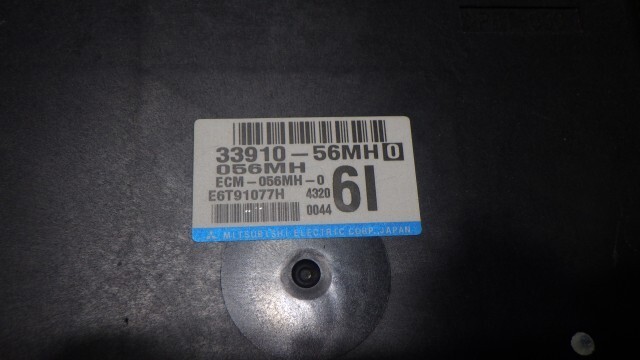 33910-56MH0
056MH
ECM-056MH-0
E6T91077H 4320
0044
61
MITSUBISHI ELECTRIC CORP. JAPAN